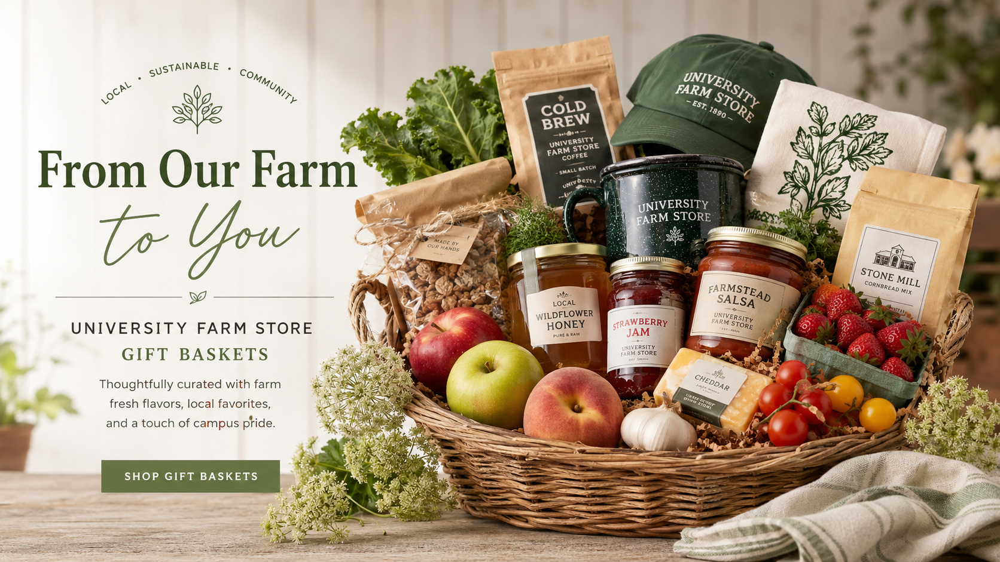 LOCAL • SUSTAINABLE • COMMUNITY
From Our Farm
to You
UNIVERSITY FARM STORE
GIFT BASKETS
Thoughtfully curated with farm
fresh flavors, local favorites,
and a touch of campus pride.
SHOP GIFT BASKETS
COLD
BREW
UNIVERSITY
FARM STORE
COFFEE
SMALL BATCH
UNIVERSITY
FARM STORE
– EST. 1890 –
UNIVERSITY
FARM STORE
MADE BY
OUR HANDS
LOCAL
WILDFLOWER
HONEY
PURE & RAW
STRAWBERRY
JAM
UNIVERSITY
FARM STORE
FARMSTEAD
SALSA
UNIVERSITY
FARM STORE
STONE MILL
CORNBREAD MIX
CHEDDAR